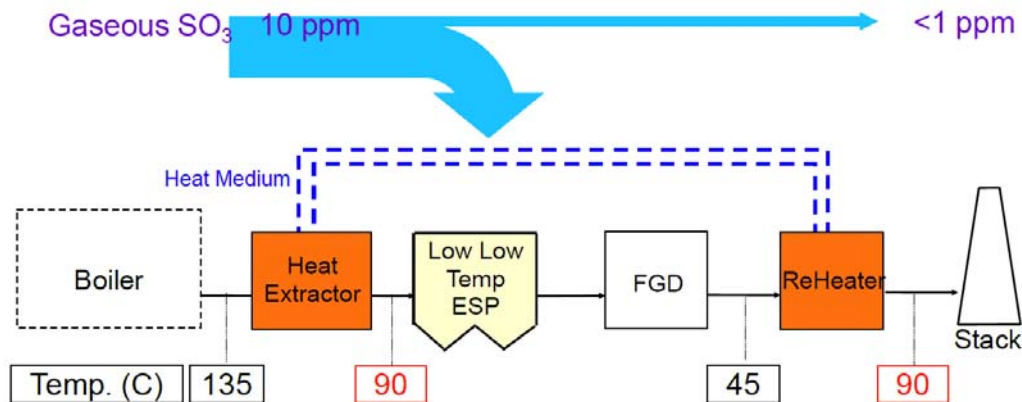 Gaseous SO₃ 10 ppm <1 ppm
Heat Medium
Boiler
Heat
Extractor
Low Low
Temp
ESP
FGD
ReHeater
Stack
Temp. (C) 135 90 45 90